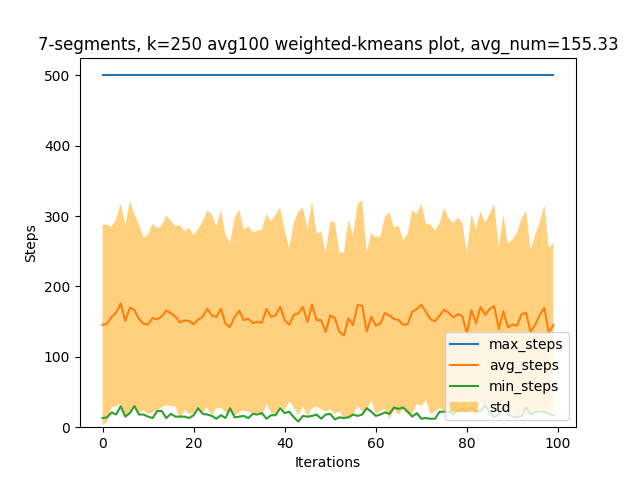 7-segments, k=250 avg100 weighted-kmeans plot, avg_num=155.33
500
400
300
200
100
0
Steps
0 20 40 60 80 100
Iterations
max_steps
avg_steps
min_steps
std